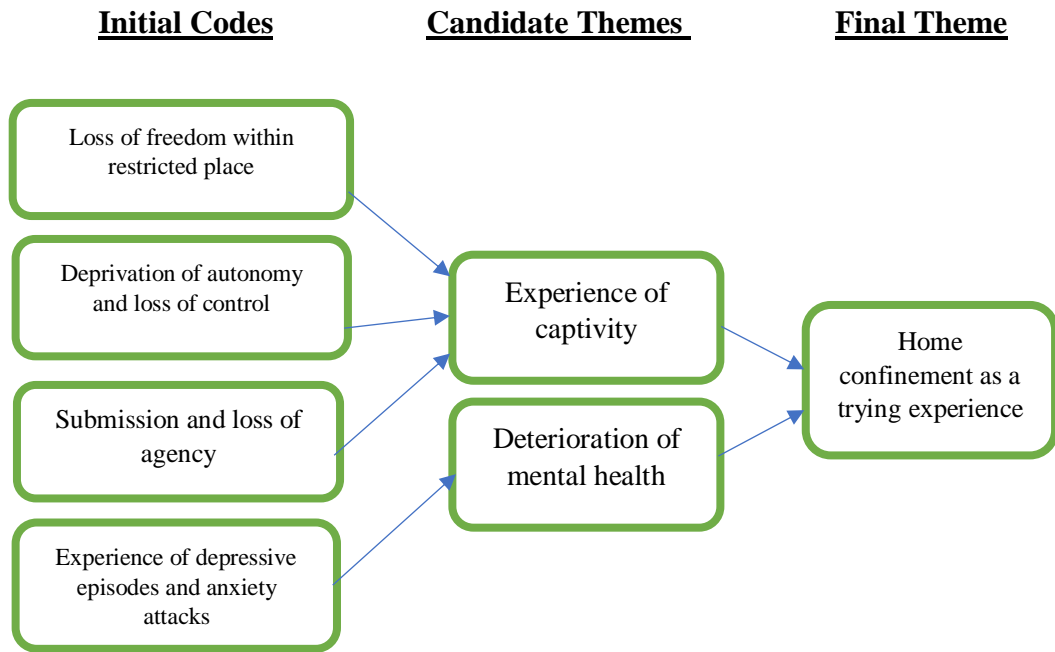 Initial Codes
Candidate Themes
Final Theme
Loss of freedom within
restricted place
Deprivation of autonomy
and loss of control
Submission and loss of
agency
Experience of depressive
episodes and anxiety
attacks
Experience of
captivity
Deterioration of
mental health
Home
confinement as a
trying experience